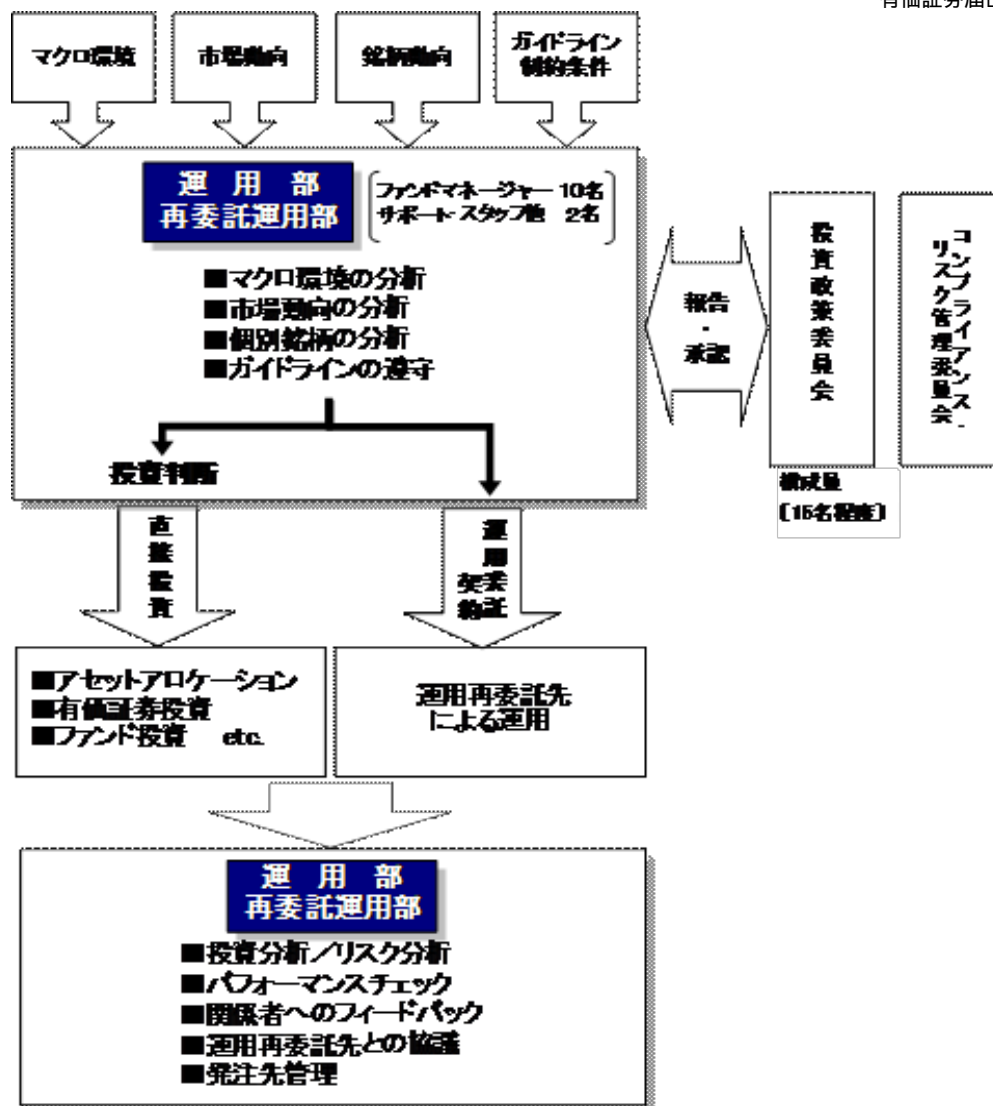 有価証券届出
マクロ環境
市場動向
銘柄動向
ガイドライン
制約条件
運用部
再委託運用部
ファンドマネージャー 10名
サポートスタッフ他 2名
■マクロ環境の分析
■市場動向の分析
■個別銘柄の分析
■ガイドラインの遵守
投資判断
報告
・
承認
投資政策委員会
コンプライアンス・
リスク管理委員会
構成員
〔15名程度〕
直接投資
運用委託
契約
■アセットアロケーション
■有価証券投資
■ファンド投資 etc.
運用再委託先
による運用
運用部
再委託運用部
■投資分析／リスク分析
■パフォーマンスチェック
■関係者へのフィードバック
■運用再委託先との協議
■発注先管理